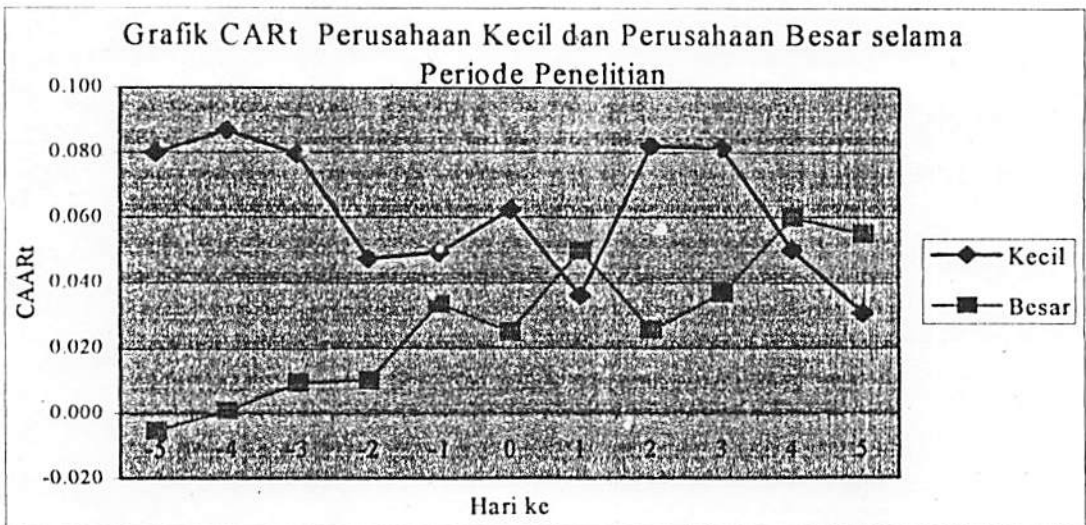 Grafik CARt Perusahaan Kecil dan Perusahaan Besar selama
Periode Penelitian
0.100
0.080
0.060
0.040
0.020
0.000
-0.020
CAARt
-5 -4 -3 -2 -1 0 1 2 3 4 5
Hari ke
Kecil
Besar